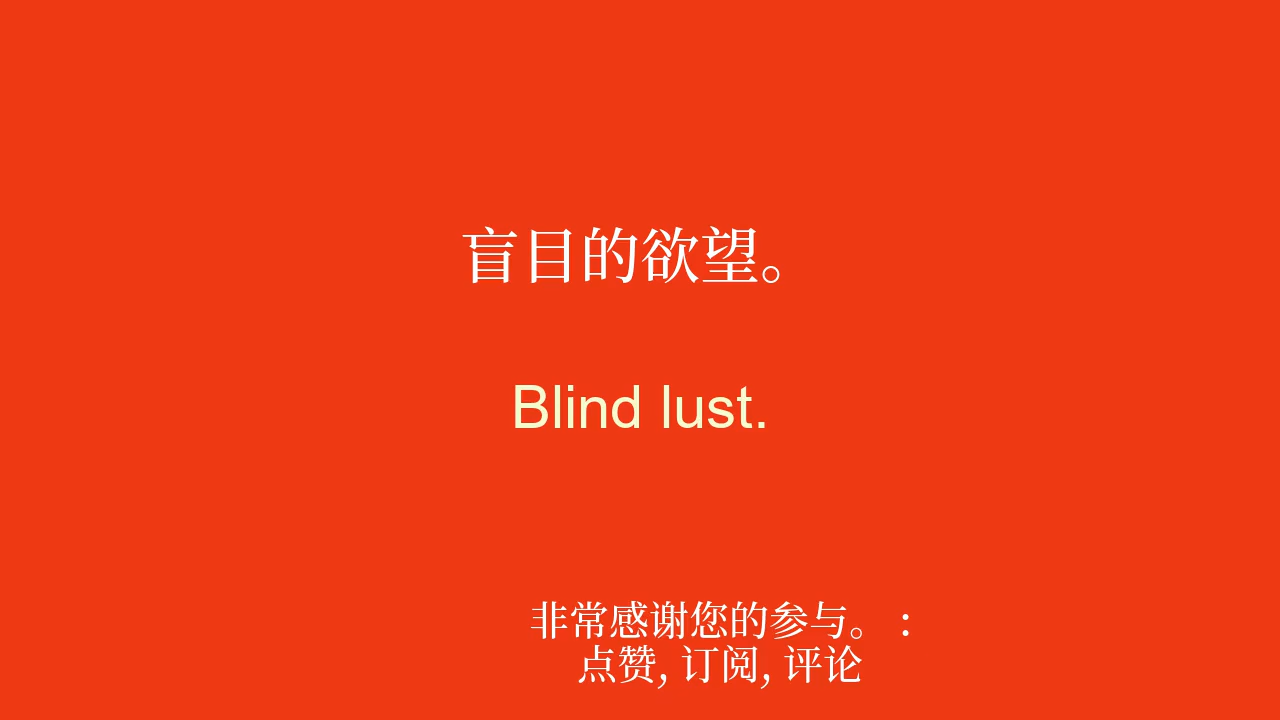 盲目的欲望。
Blind lust.
非常感谢您的参与。 :
点赞, 订阅, 评论